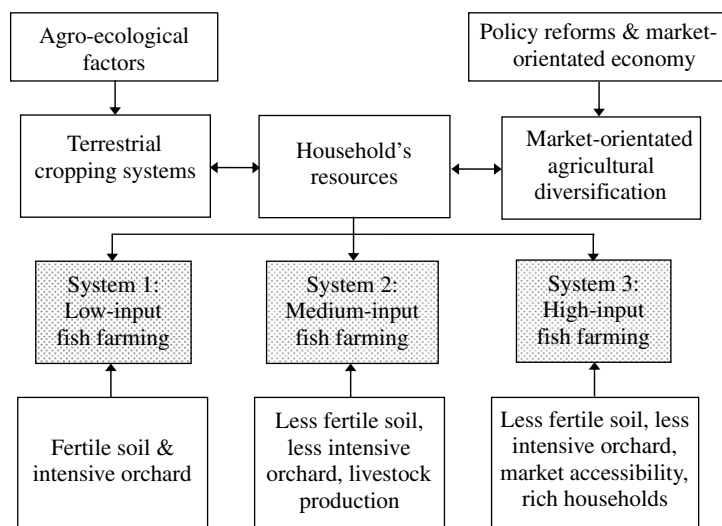 Agro-ecological
factors
Policy reforms & market-
orientated economy
Terrestrial
cropping systems
Household's
resources
Market-orientated
agricultural
diversification
System 1:
Low-input
fish farming
System 2:
Medium-input
fish farming
System 3:
High-input
fish farming
Fertile soil &
intensive orchard
Less fertile soil,
less intensive
orchard, livestock
production
Less fertile soil, less
intensive orchard,
market accessibility,
rich households